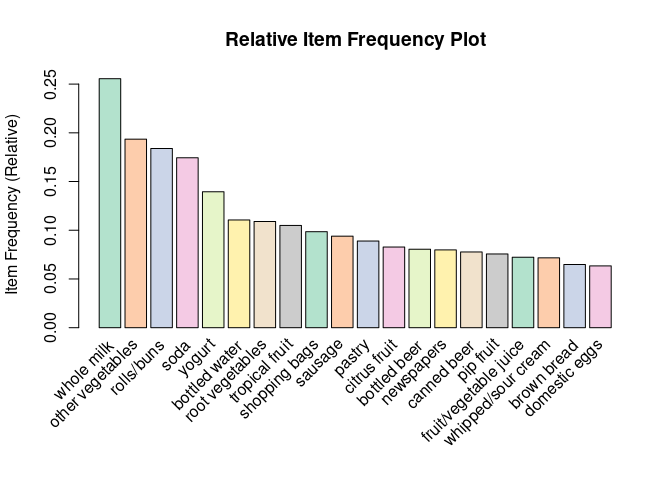 Relative Item Frequency Plot
Item Frequency (Relative)
0.25
0.20
0.15
0.10
0.05
0.00
whole milk
other vegetables
rolls/buns
soda
yogurt
bottled water
root vegetables
tropical fruit
shopping bags
sausage
pastry
citrus fruit
bottled beer
newspapers
canned beer
pip fruit
fruit/vegetable juice
whipped/sour cream
brown bread
domestic eggs